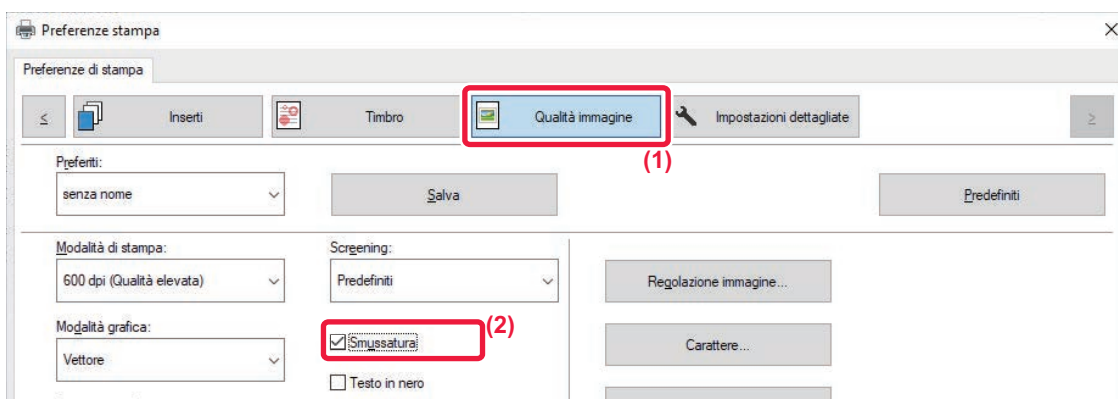 Preferenze stampa
Preferenze di stampa
< Inserti Timbro Qualità immagine Impostazioni dettagliate >
(1)
Preferiti:
senza nome Salva Predefiniti
Modalità di stampa: Screening:
600 dpi (Qualità elevata) Predefiniti Regolazione immagine...
Modalità grafica: (2)
Smussatura Carattere...
Vettore
Testo in nero